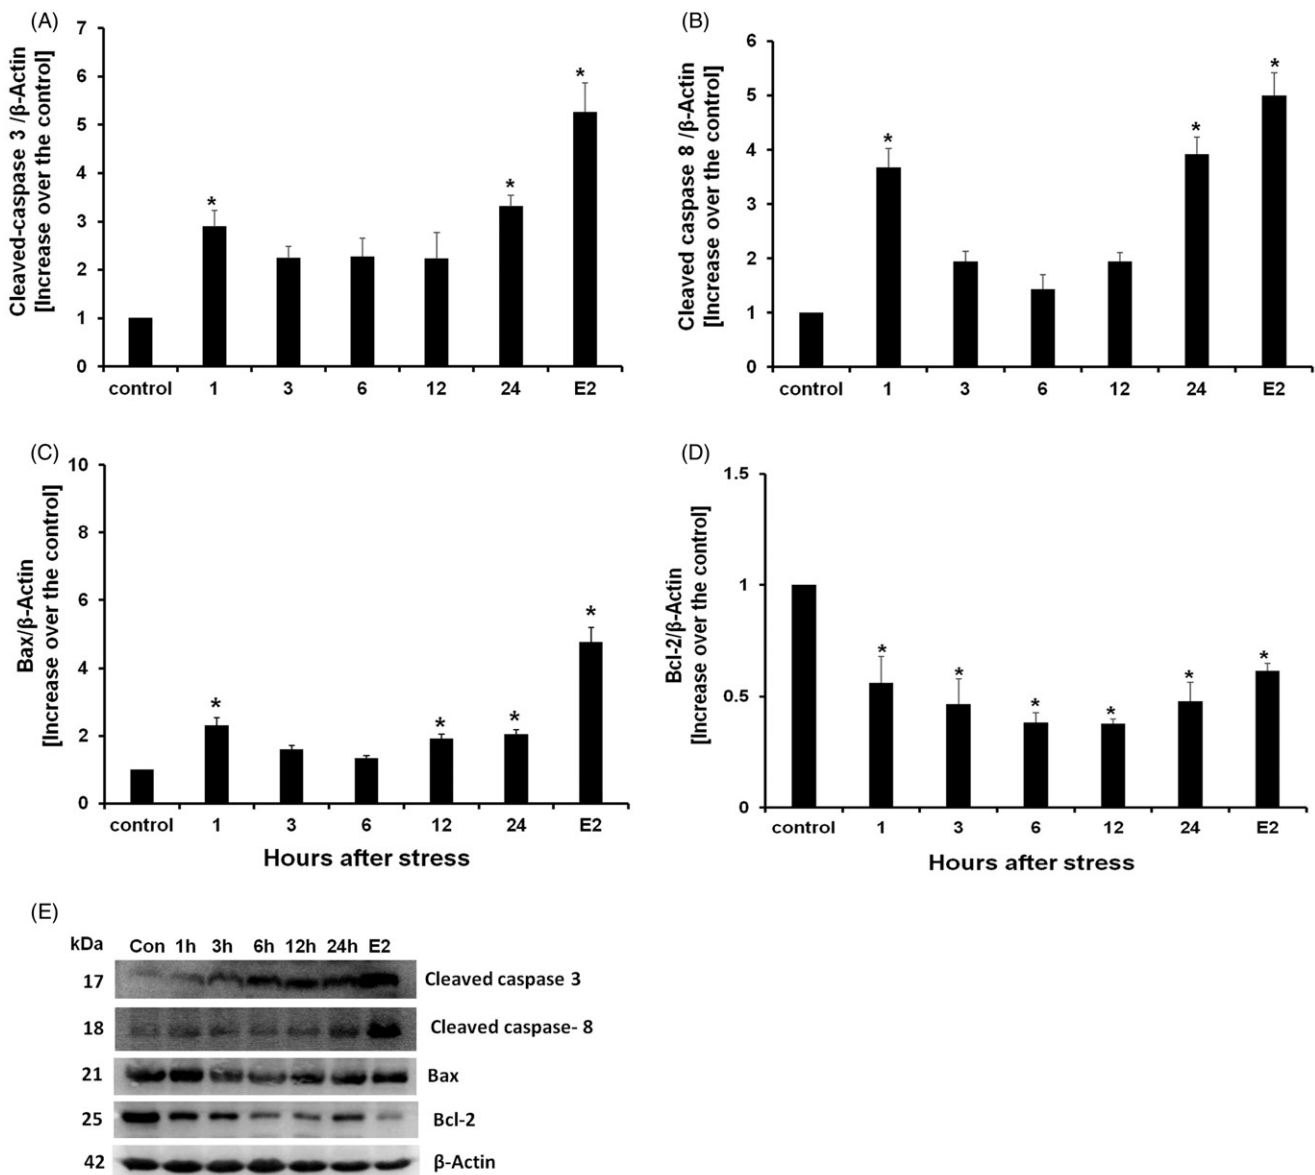 (A)
Cleaved-caspase 3 /β-Actin
[Increase over the control]
7
6
5
4
3
2
1
0
*
*
*
control 1 3 6 12 24 E2
(B)
Cleaved caspase 8 /β-Actin
[Increase over the control]
6
5
4
3
2
1
0
*
*
*
control 1 3 6 12 24 E2
(C)
Bax/β-Actin
[Increase over the control]
10
8
6
4
2
0
*
*
*
*
control 1 3 6 12 24 E2
Hours after stress
(D)
Bcl-2/β-Actin
[Increase over the control]
1.5
1
0.5
0
*
*
*
*
*
*
control 1 3 6 12 24 E2
Hours after stress
(E)
kDa Con 1h 3h 6h 12h 24h E2
17 Cleaved caspase 3
18 Cleaved caspase- 8
21 Bax
25 Bcl-2
42 β-Actin